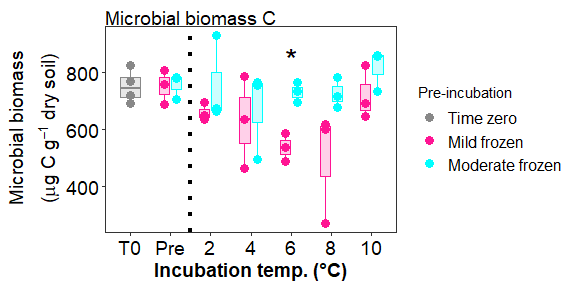 Microbial biomass C
Microbial biomass
(µg C g⁻¹ dry soil)
800
600
400
*
T0 Pre 2 4 6 8 10
Incubation temp. (°C)
Pre-incubation
Time zero
Mild frozen
Moderate frozen